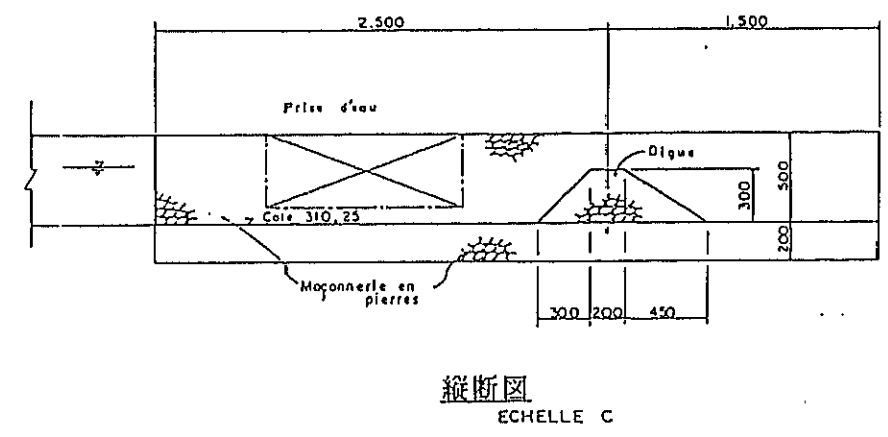 2.500
1,500
Prise d'eau
Digue
500
300
Cote 310,25
200
Maçonnerie en
pierres
300
200
450
縦断図
ECHELLE C